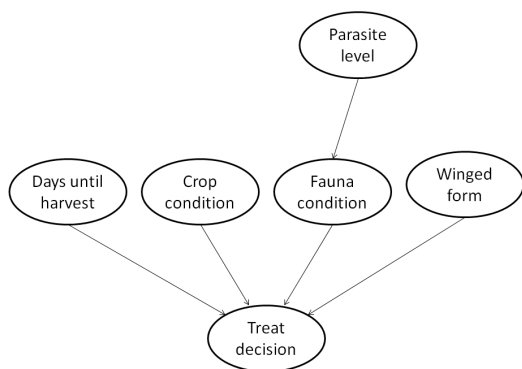 Parasite
level
Days until
harvest
Crop
condition
Fauna
condition
Winged
form
Treat
decision